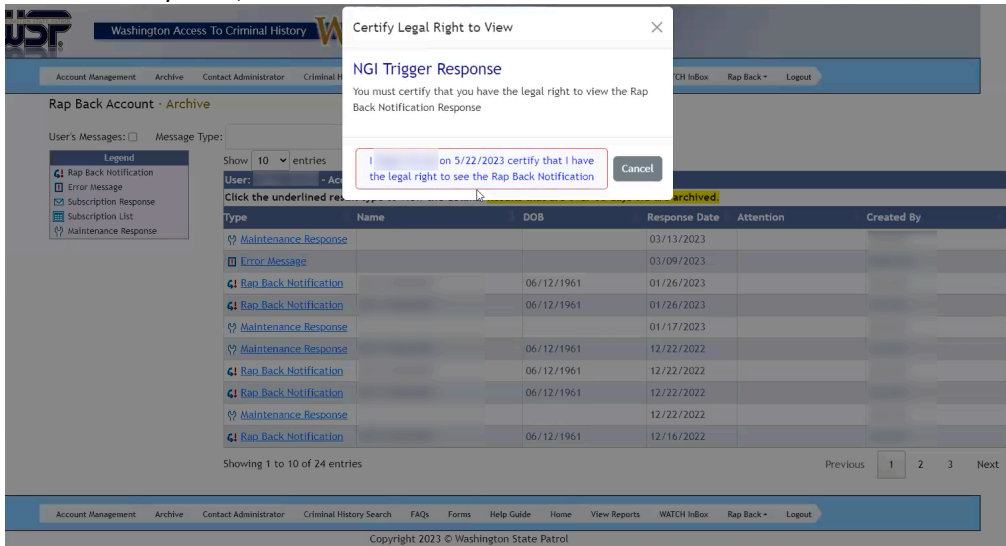 WSP
Washington Access To Criminal History
Certify Legal Right to View
NGI Trigger Response
You must certify that you have the legal right to view the Rap
Back Notification Response
I on 5/22/2023 certify that I have
the legal right to see the Rap Back Notification
Cancel
Account Management Archive Contact Administrator Criminal H WATCH InBox Rap Back Logout
Rap Back Account · Archive
User's Messages: Message Type:
Legend
Rap Back Notification
Error Message
Subscription Response
Subscription List
Maintenance Response
Show 10 entries
User: - Acc
Click the underlined result type to view the archived.
Type Name DOB Response Date Attention Created By
Maintenance Response 03/13/2023
Error Message 03/09/2023
Rap Back Notification 06/12/1961 01/26/2023
Rap Back Notification 06/12/1961 01/26/2023
Maintenance Response 01/17/2023
Maintenance Response 06/12/1961 12/22/2022
Rap Back Notification 06/12/1961 12/22/2022
Rap Back Notification 06/12/1961 12/22/2022
Maintenance Response 12/22/2022
Rap Back Notification 06/12/1961 12/16/2022
Showing 1 to 10 of 24 entries
Previous 1 2 3 Next
Account Management Archive Contact Administrator Criminal History Search FAQs Forms Help Guide Home View Reports WATCH InBox Rap Back Logout
Copyright 2023 © Washington State Patrol